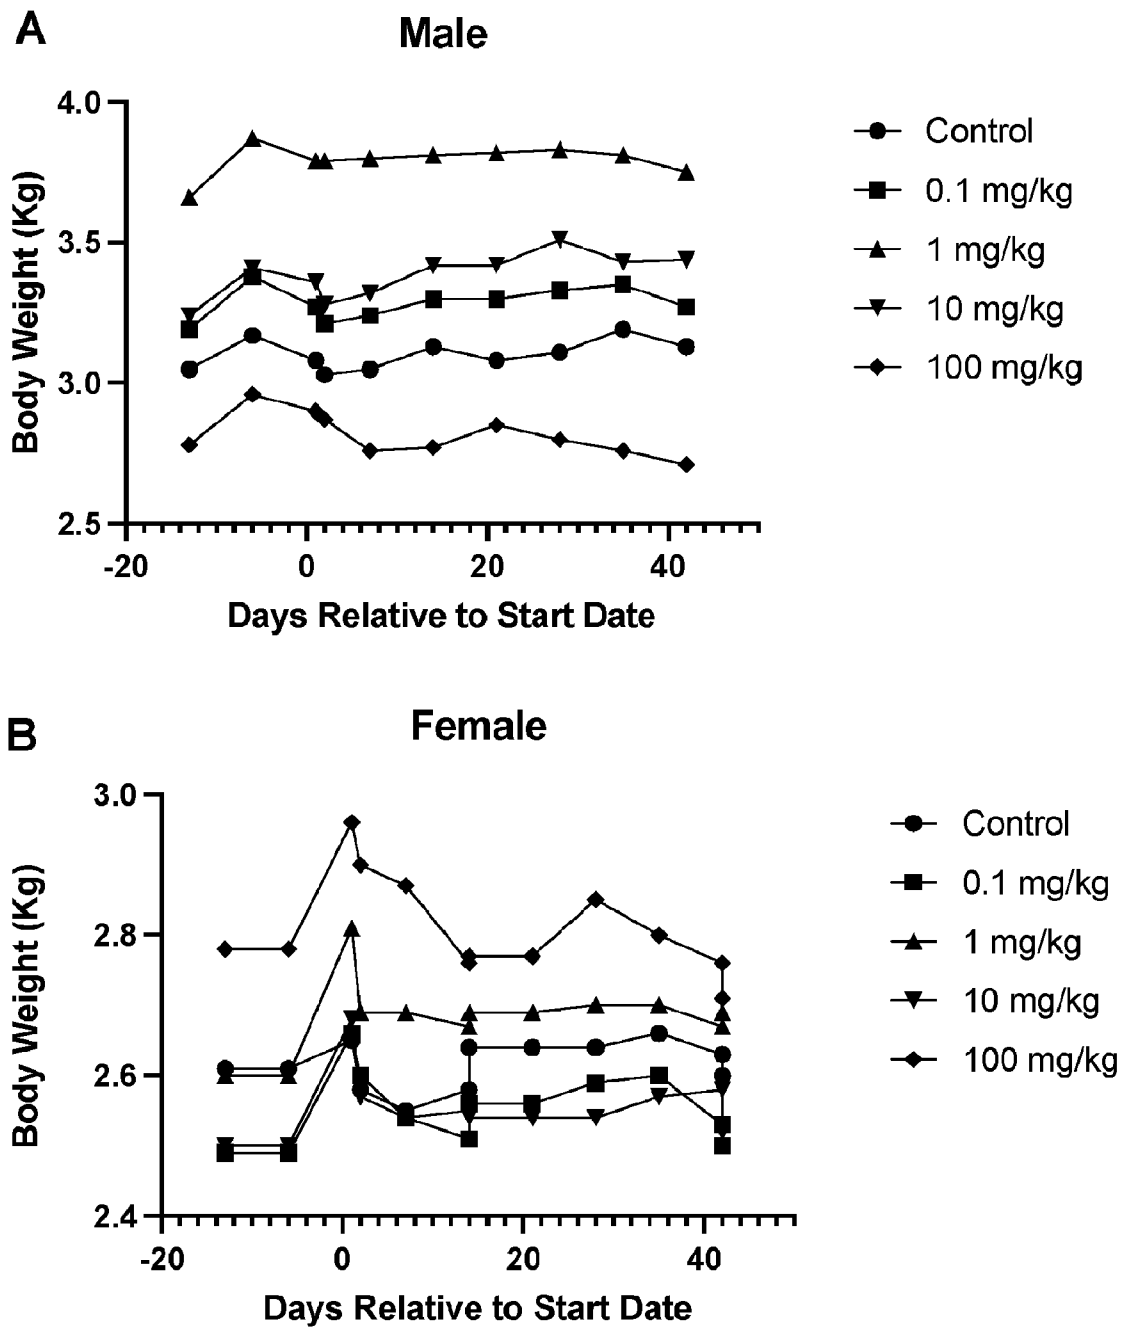 A
Male
4.0
3.5
3.0
2.5
Body Weight (Kg)
-20
0
20
40
Days Relative to Start Date
Control
0.1 mg/kg
1 mg/kg
10 mg/kg
100 mg/kg
B
Female
3.0
2.8
2.6
2.4
Body Weight (Kg)
-20
0
20
40
Days Relative to Start Date
Control
0.1 mg/kg
1 mg/kg
10 mg/kg
100 mg/kg